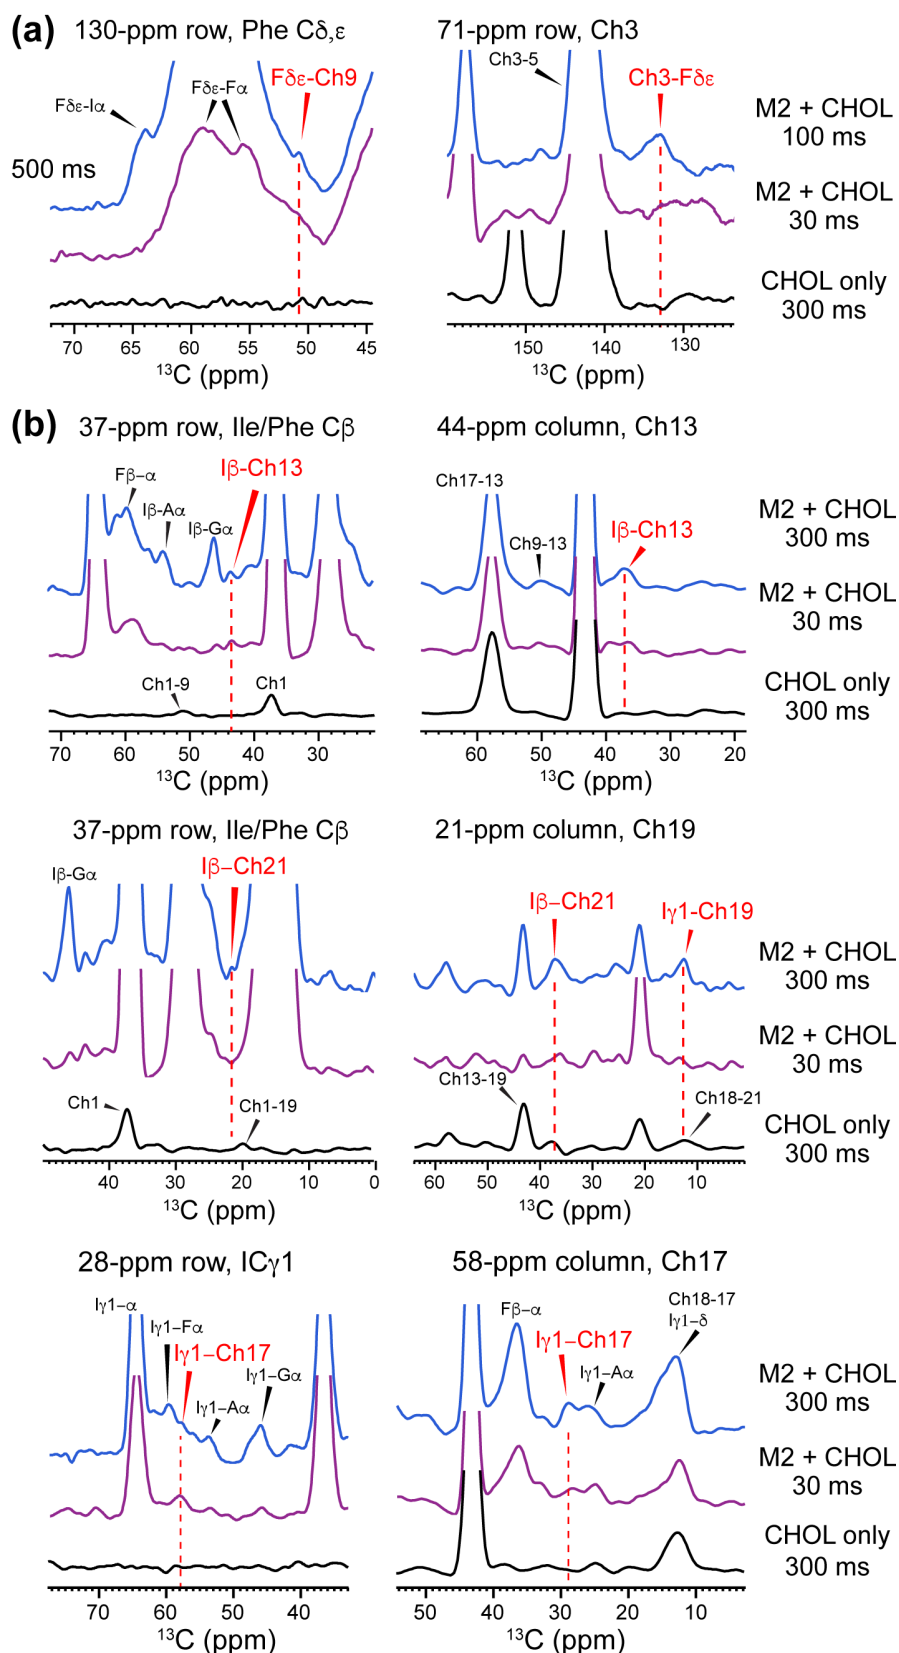 (a) 130-ppm row, Phe Cδ,ε
71-ppm row, Ch3
Ch3-5
Fδε-Ch9
Ch3-Fδε
Fδε-Iα
Fδε-Fα
M2 + CHOL
100 ms
500 ms
M2 + CHOL
30 ms
CHOL only
300 ms
70 65 60 55 50 45
150 140 130
¹³C (ppm)
¹³C (ppm)
(b) 37-ppm row, Ile/Phe Cβ
44-ppm column, Ch13
Iβ-Ch13
Fβ-α
Iβ-Aα
Iβ-Gα
Ch17-13
Ch9-13
Iβ-Ch13
M2 + CHOL
300 ms
M2 + CHOL
30 ms
Ch1-9
Ch1
CHOL only
300 ms
70 60 50 40 30
60 50 40 30 20
¹³C (ppm)
¹³C (ppm)
37-ppm row, Ile/Phe Cβ
21-ppm column, Ch19
Iβ-Gα
Iβ–Ch21
Iβ–Ch21
Iγ1-Ch19
M2 + CHOL
300 ms
M2 + CHOL
30 ms
Ch13-19
Ch18-21
Ch1
Ch1-19
CHOL only
300 ms
40 30 20 10 0
60 50 40 30 20 10
¹³C (ppm)
¹³C (ppm)
28-ppm row, ICγ1
58-ppm column, Ch17
Iγ1–α
Iγ1–Fα
Iγ1–Ch17
Iγ1–Gα
Iγ1–Aα
Fβ-α
Ch18-17
Iγ1–δ
Iγ1–Ch17
Iγ1–Aα
M2 + CHOL
300 ms
M2 + CHOL
30 ms
CHOL only
300 ms
70 60 50 40
50 40 30 20 10
¹³C (ppm)
¹³C (ppm)